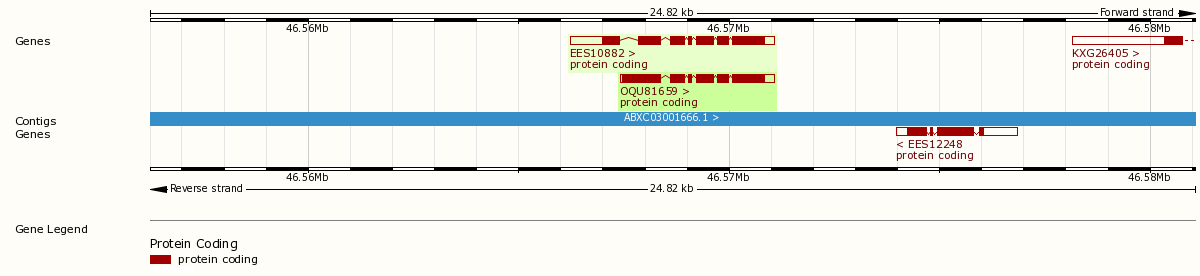 24.82 kb
Forward strand
46.56Mb 46.57Mb 46.58Mb
Genes
EES10882 >
protein coding
KXG26405 >
protein coding
OQU81659 >
protein coding
Contigs
ABXC03001666.1 >
Genes
< EES12248
protein coding
46.56Mb 46.57Mb 46.58Mb
Reverse strand
24.82 kb
Gene Legend
Protein Coding
protein coding